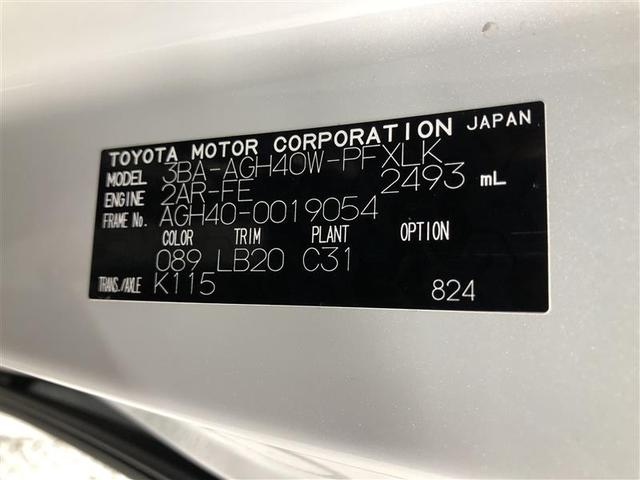 TOYOTA MOTOR CORPORATION JAPAN
MODEL 3BA-AGH40W-PFXLK
ENGINE 2AR-FE 2493 mL
FRAME No. AGH40-0019054
COLOR TRIM PLANT OPTION
089 LB20 C31
TRANS./AXLE K115 824